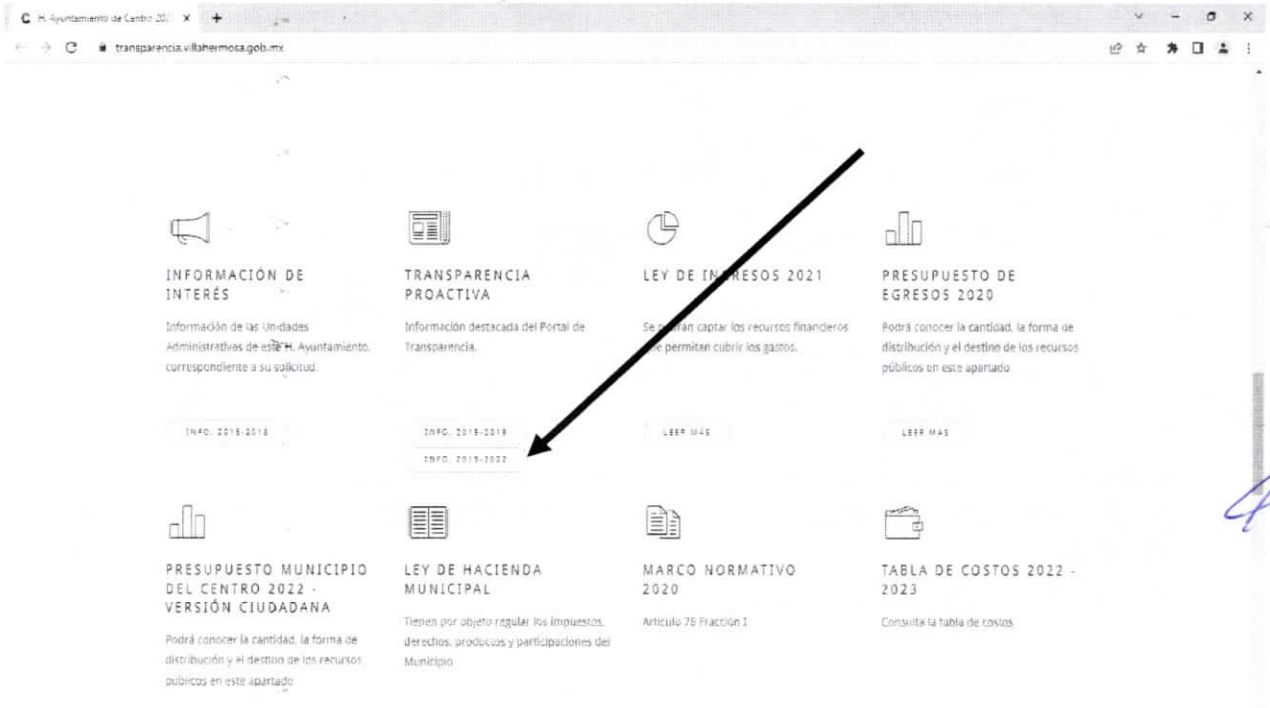 H. Ayuntamiento de Centro 202
transparencia.villahermosa.gob.mx
INFORMACIÓN DE
INTERÉS
Información de las Unidades
Administrativas de este H. Ayuntamiento,
correspondiente a su solicitud.
INFO.
TRANSPARENCIA
PROACTIVA
Información destacada del Portal de
Transparencia.
INFO.
INFO. 2019-2022
LEY DE INGRESOS 2021
Se podrán captar los recursos financieros
que permitan cubrir los gastos.
LEER MÁS
PRESUPUESTO DE
EGRESOS 2020
Podrá conocer la cantidad, la forma de
distribución y el destino de los recursos
públicos en este apartado
LEER MÁS
PRESUPUESTO MUNICIPIO
DEL CENTRO 2022 -
VERSIÓN CIUDADANA
Podrá conocer la cantidad, la forma de
distribución y el destino de los recursos
públicos en este apartado
LEY DE HACIENDA
MUNICIPAL
Tienen por objeto regular los impuestos,
derechos, productos y participaciones del
Municipio
MARCO NORMATIVO
2020
Artículo 76 Fracción I
TABLA DE COSTOS 2022 -
2023
Consulta la tabla de costos